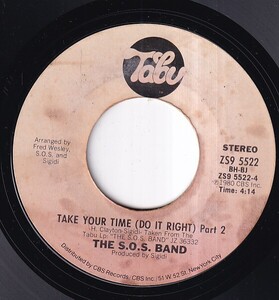 Tabu
STEREO
ZS9 5522
BH-BJ
ZS9 5522-4
℗1980 CBS Inc.
Time: 4:14
Arranged by
Fred Wesley,
S.O.S. and
Sigidi
TAKE YOUR TIME (DO IT RIGHT) Part 2
H. Clayton-Sigidi- Taken From The
Tabu Lp: "THE S.O.S. BAND" JZ 36332
THE S.O.S. BAND
Produced by Sigidi
Distributed by CBS Records/CBS Inc./51 W. 52 St. New York, N.Y.